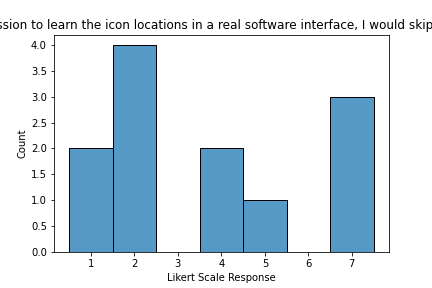 ssion to learn the icon locations in a real software interface, I would skip
4.0
3.5
3.0
2.5
2.0
1.5
1.0
0.5
0.0
Count
1 2 3 4 5 6 7
Likert Scale Response